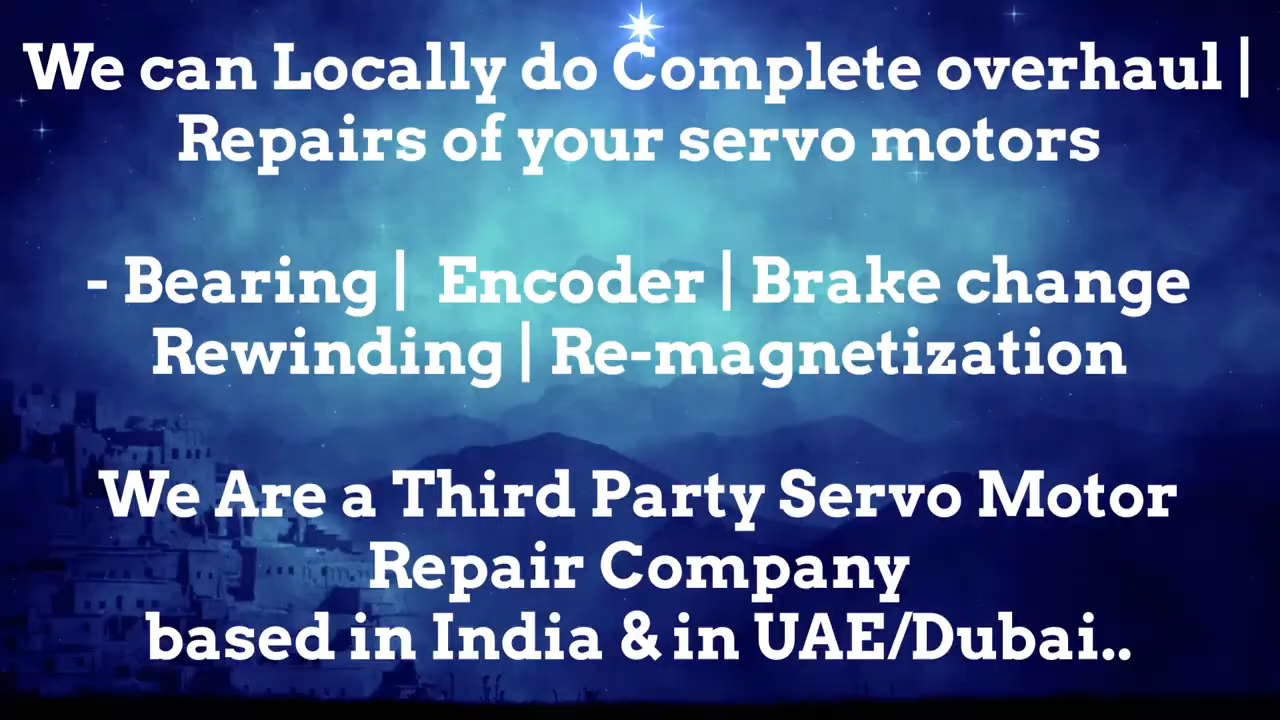 We can Locally do Complete overhaul |
Repairs of your servo motors
- Bearing | Encoder | Brake change
Rewinding | Re-magnetization
We Are a Third Party Servo Motor
Repair Company
based in India & in UAE/Dubai..